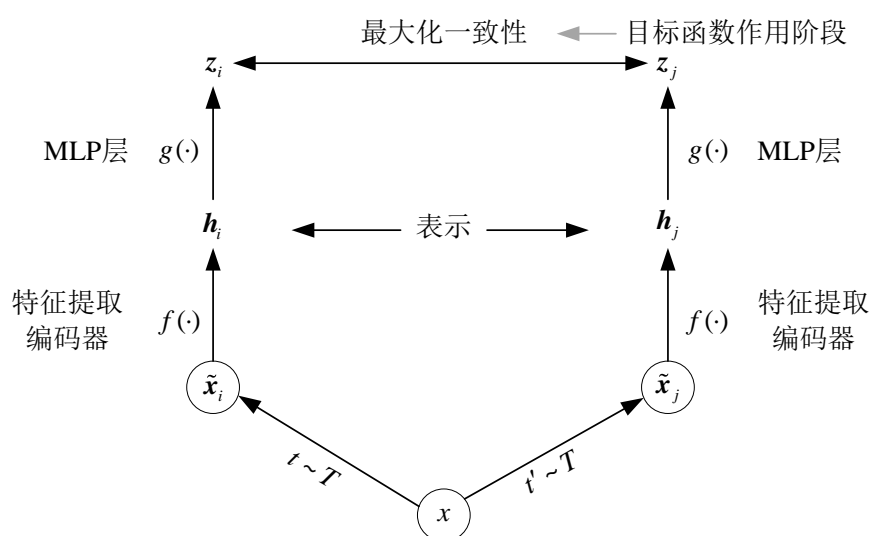 最大化一致性 目标函数作用阶段
z_i z_j
MLP层 g(·) g(·) MLP层
h_i 表示 h_j
特征提取
编码器 f(·) f(·) 特征提取
编码器
x̃_i x̃_j
t ~ T t′ ~ T
x